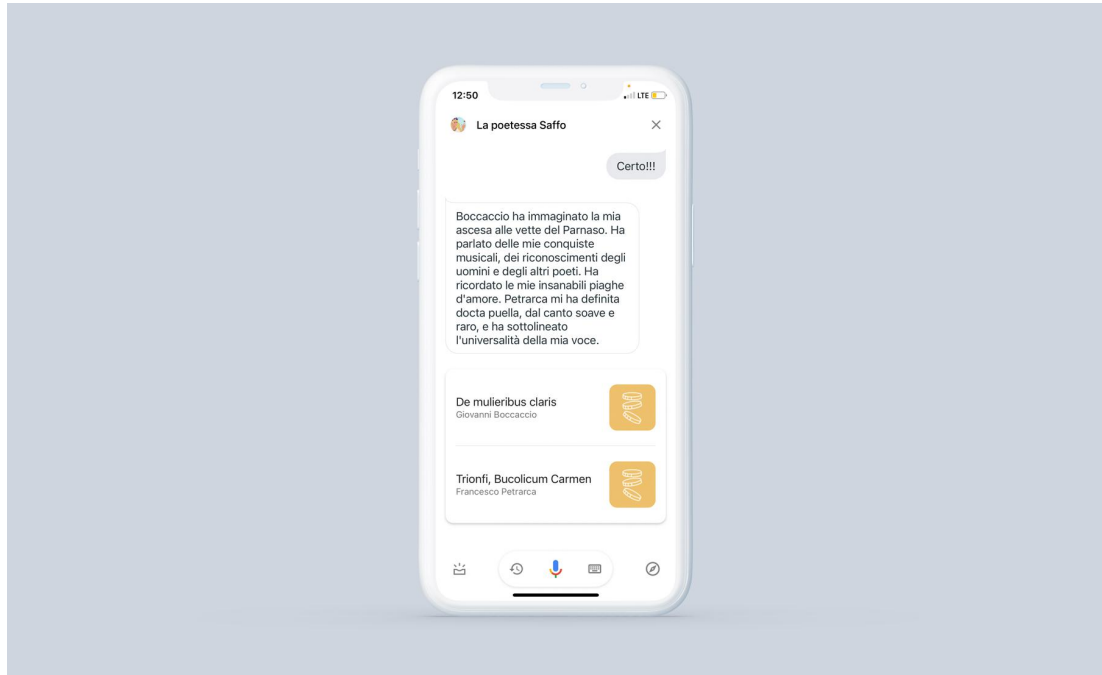 12:50
LTE
La poetessa Saffo
Certo!!!
Boccaccio ha immaginato la mia
ascesa alle vette del Parnaso. Ha
parlato delle mie conquiste
musicali, dei riconoscimenti degli
uomini e degli altri poeti. Ha
ricordato le mie insanabili piaghe
d'amore. Petrarca mi ha definita
docta puella, dal canto soave e
raro, e ha sottolineato
l'universalità della mia voce.
De mulieribus claris
Giovanni Boccaccio
Trionfi, Bucolicum Carmen
Francesco Petrarca